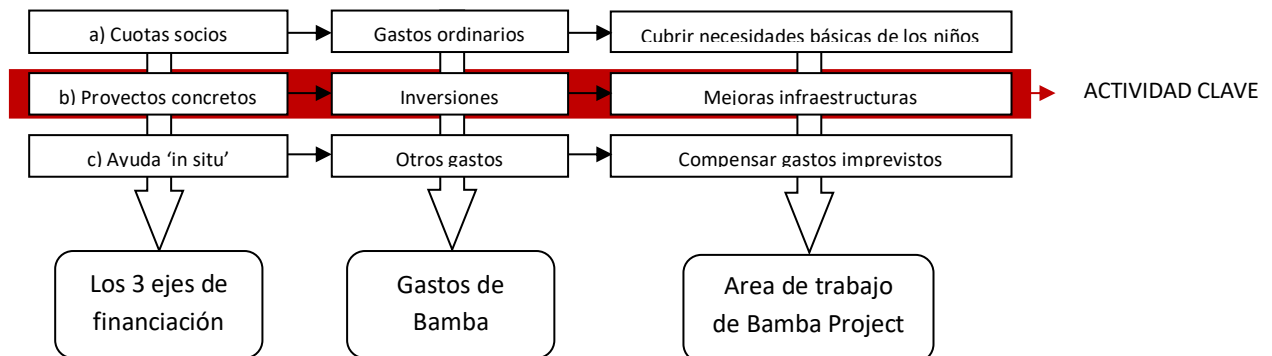 a) Cuotas socios Gastos ordinarios Cubrir necesidades básicas de los niños
b) Proyectos concretos Inversiones Mejoras infraestructuras ACTIVIDAD CLAVE
c) Ayuda ‘in situ’ Otros gastos Compensar gastos imprevistos
Los 3 ejes de
financiación
Gastos de
Bamba
Area de trabajo
de Bamba Project